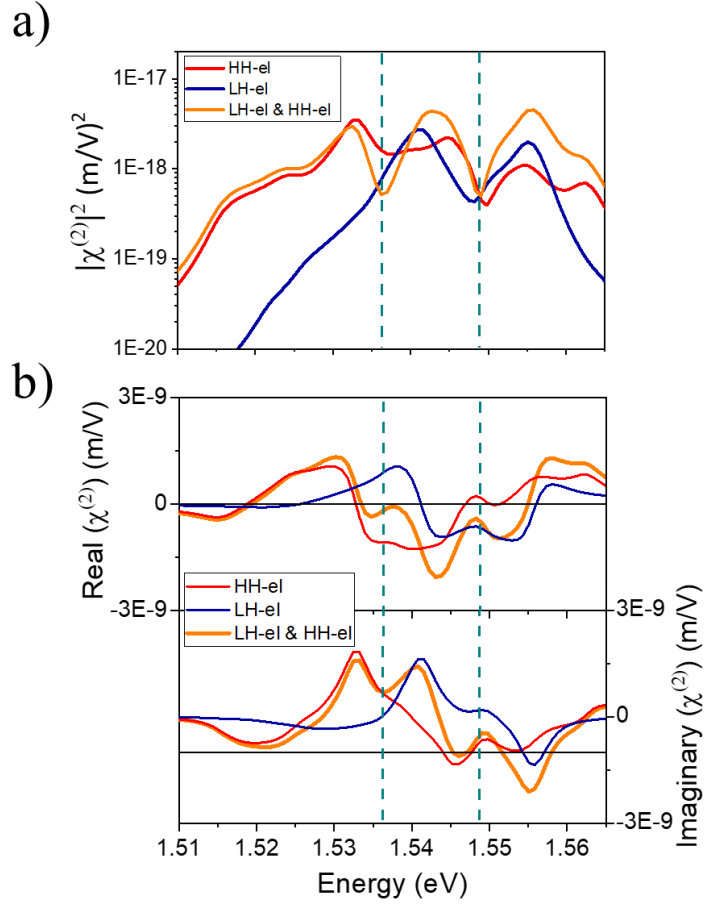 a)
1E-17
1E-18
1E-19
1E-20
|χ(2)|2 (m/V)2
HH-el
LH-el
LH-el & HH-el
b)
3E-9
0
-3E-9
Real (χ(2)) (m/V)
HH-el
LH-el
LH-el & HH-el
3E-9
0
-3E-9
Imaginary (χ(2)) (m/V)
1.51 1.52 1.53 1.54 1.55 1.56
Energy (eV)